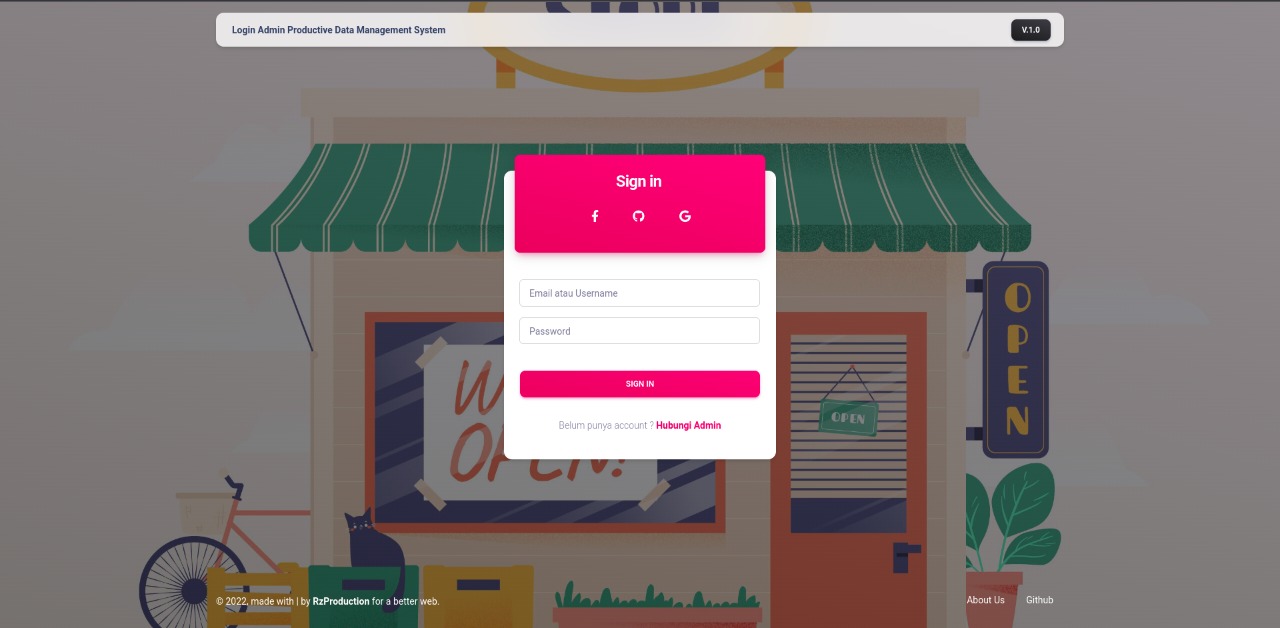 Login Admin Productive Data Management System
V.1.0
Sign in
Email atau Username
Password
SIGN IN
Belum punya account ? Hubungi Admin
OPEN
OPEN
OPEN!
© 2022, made with | by RzProduction for a better web.
About Us
Github